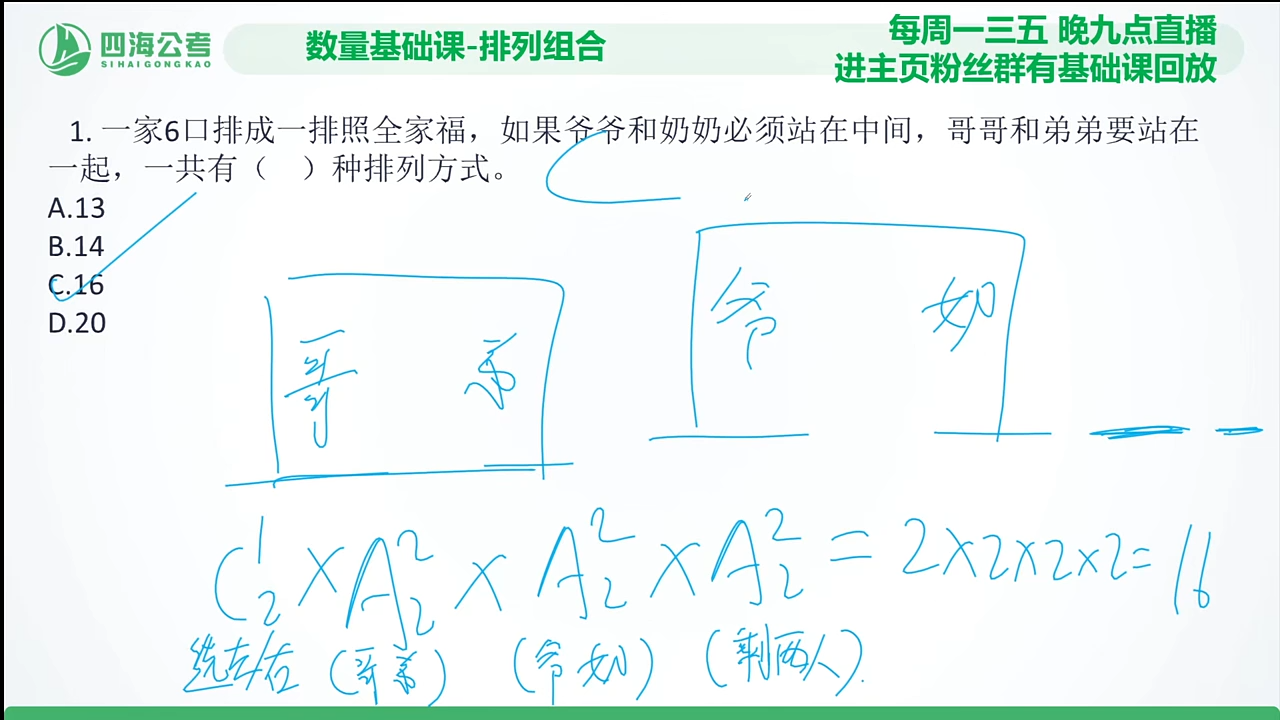 四海公考
SIHAIGONGKAO
数量基础课-排列组合
每周一三五 晚九点直播
进主页粉丝群有基础课回放
1. 一家6口排成一排照全家福，如果爷爷和奶奶必须站在中间，哥哥和弟弟要站在
一起，一共有（ ）种排列方式。
A.13
B.14
C.16
D.20
哥 弟 爷 奶
C₂¹×A₂²×A₂²×A₂²=2×2×2×2=16
选左右 (哥弟) (爷奶) (剩两人)